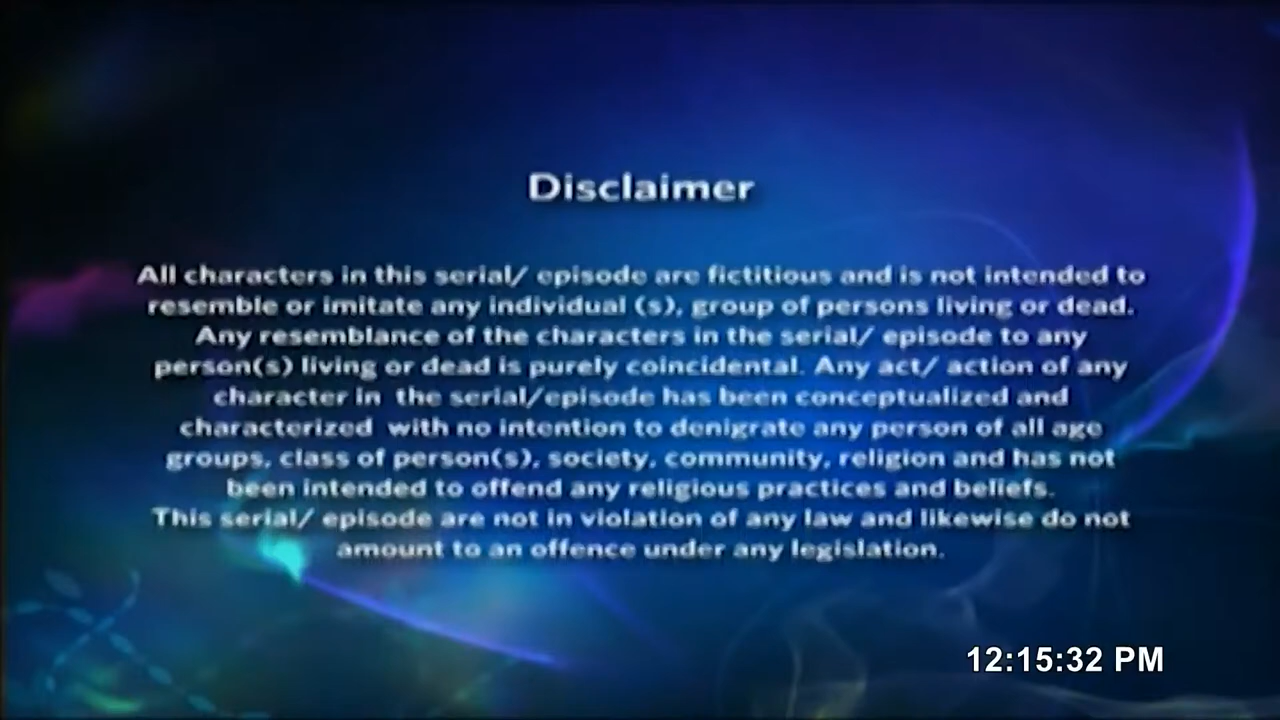 Disclaimer
All characters in this serial/ episode are fictitious and is not intended to
resemble or imitate any individual (s), group of persons living or dead.
Any resemblance of the characters in the serial/ episode to any
person(s) living or dead is purely coincidental. Any act/ action of any
character in  the serial/episode has been conceptualized and
characterized  with no intention to denigrate any person of all age
groups, class of person(s), society, community, religion and has not
been intended to offend any religious practices and beliefs.
This serial/ episode are not in violation of any law and likewise do not
amount to an offence under any legislation.
12:15:32 PM